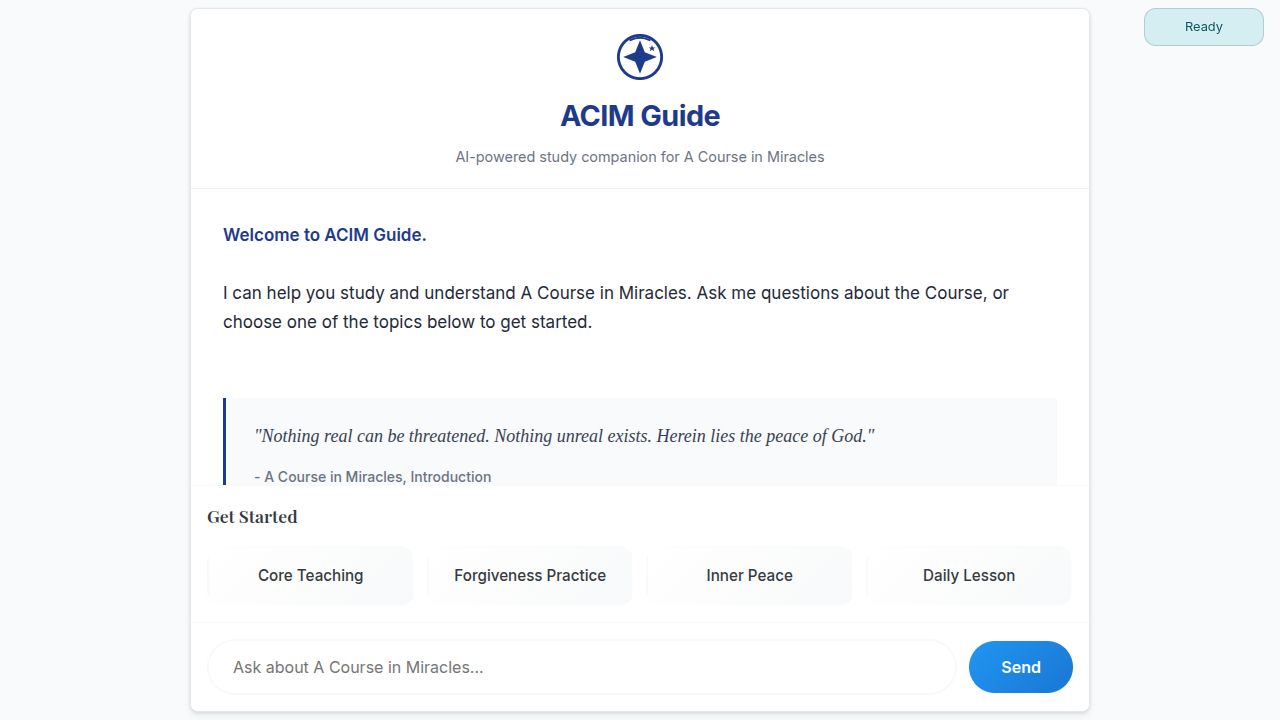 Ready
ACIM Guide
AI-powered study companion for A Course in Miracles
Welcome to ACIM Guide.
I can help you study and understand A Course in Miracles. Ask me questions about the Course, or
choose one of the topics below to get started.
"Nothing real can be threatened. Nothing unreal exists. Herein lies the peace of God."
- A Course in Miracles, Introduction
Get Started
Core Teaching
Forgiveness Practice
Inner Peace
Daily Lesson
Ask about A Course in Miracles...
Send